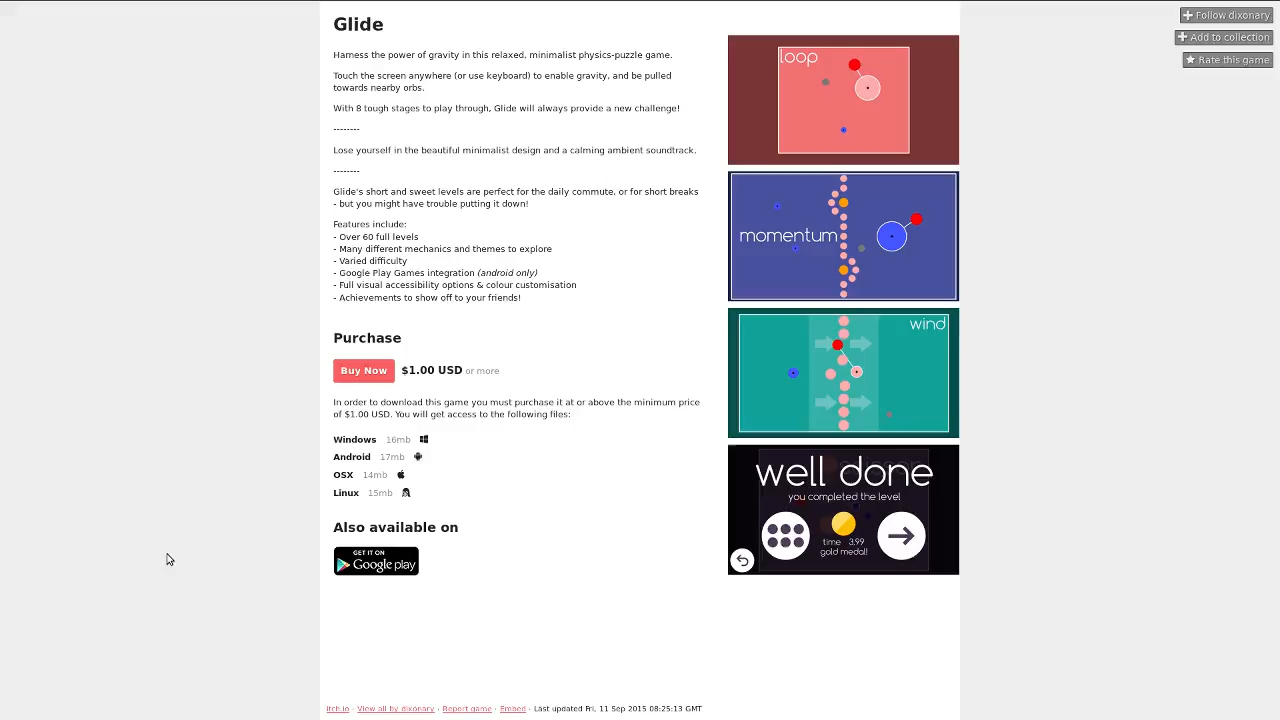 Glide
Harness the power of gravity in this relaxed, minimalist physics-puzzle game.
Touch the screen anywhere (or use keyboard) to enable gravity, and be pulled
towards nearby orbs.
With 8 tough stages to play through, Glide will always provide a new challenge!
--------
Lose yourself in the beautiful minimalist design and a calming ambient soundtrack.
--------
Glide's short and sweet levels are perfect for the daily commute, or for short breaks
- but you might have trouble putting it down!
Features include:
- Over 60 full levels
- Many different mechanics and themes to explore
- Varied difficulty
- Google Play Games integration (android only)
- Full visual accessibility options & colour customisation
- Achievements to show off to your friends!
Purchase
Buy Now $1.00 USD or more
In order to download this game you must purchase it at or above the minimum price
of $1.00 USD. You will get access to the following files:
Windows 16mb
Android 17mb
OSX 14mb
Linux 15mb
Also available on
GET IT ON
Google play
loop
momentum
wind
well done
you completed the level
time 3.99
gold medal!
Follow dixonary
Add to collection
Rate this game
itch.io · View all by dixonary · Report game · Embed · Last updated Fri, 11 Sep 2015 08:25:13 GMT